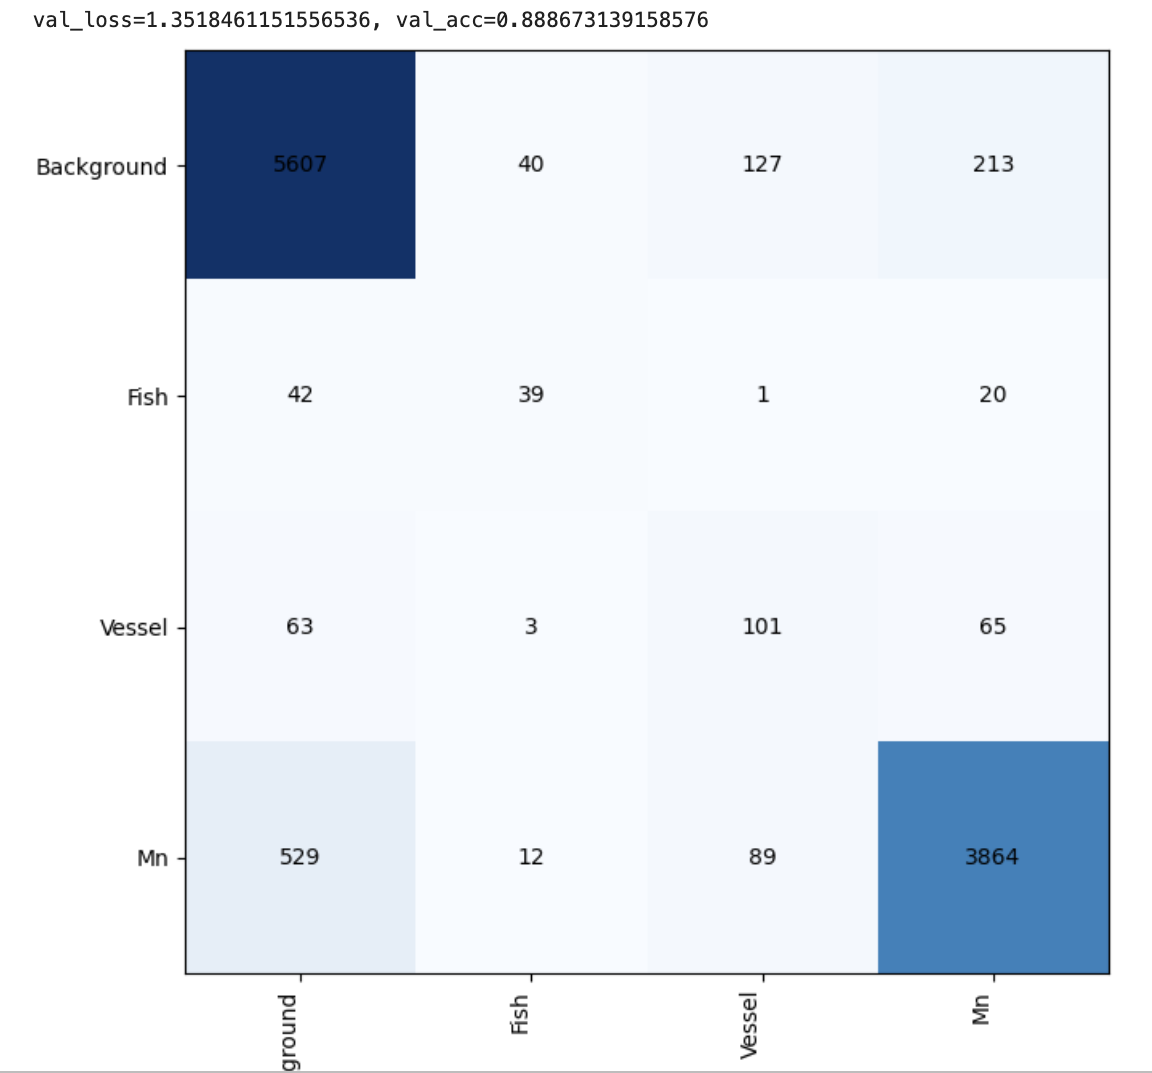 val_loss=1.3518461151556536, val_acc=0.888673139158576
Background 5607 40 127 213
Fish 42 39 1 20
Vessel 63 3 101 65
Mn 529 12 89 3864
ground Fish Vessel Mn